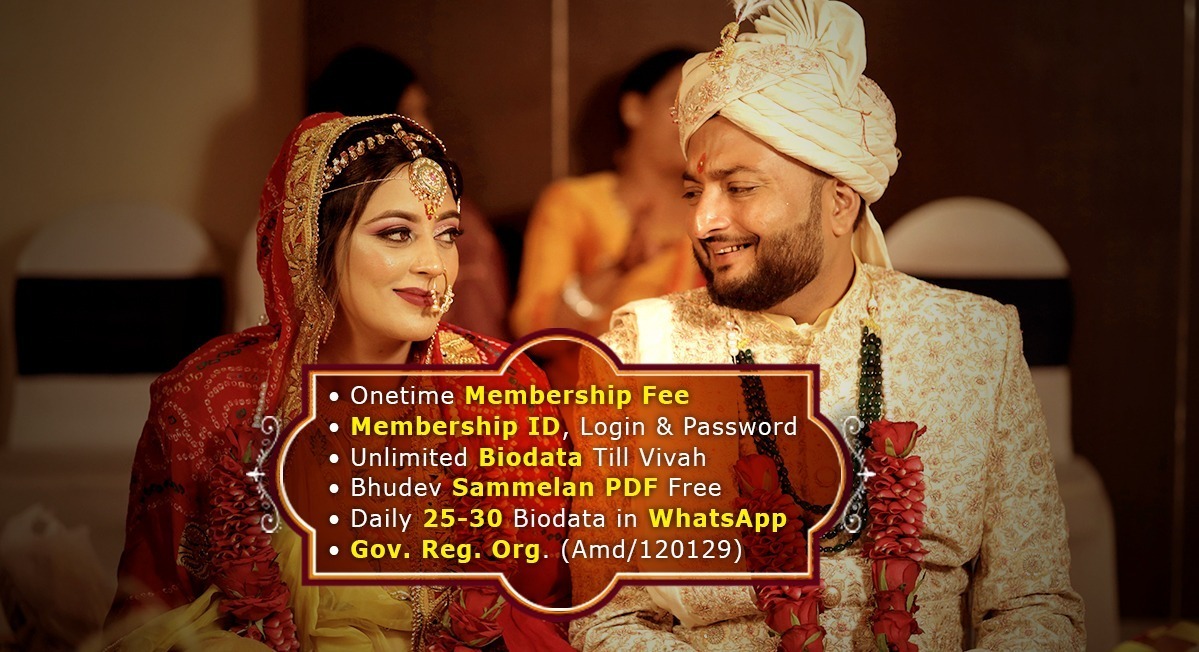 • Onetime Membership Fee
• Membership ID, Login & Password
• Unlimited Biodata Till Vivah
• Bhudev Sammelan PDF Free
• Daily 25-30 Biodata in WhatsApp
• Gov. Reg. Org. (Amd/120129)